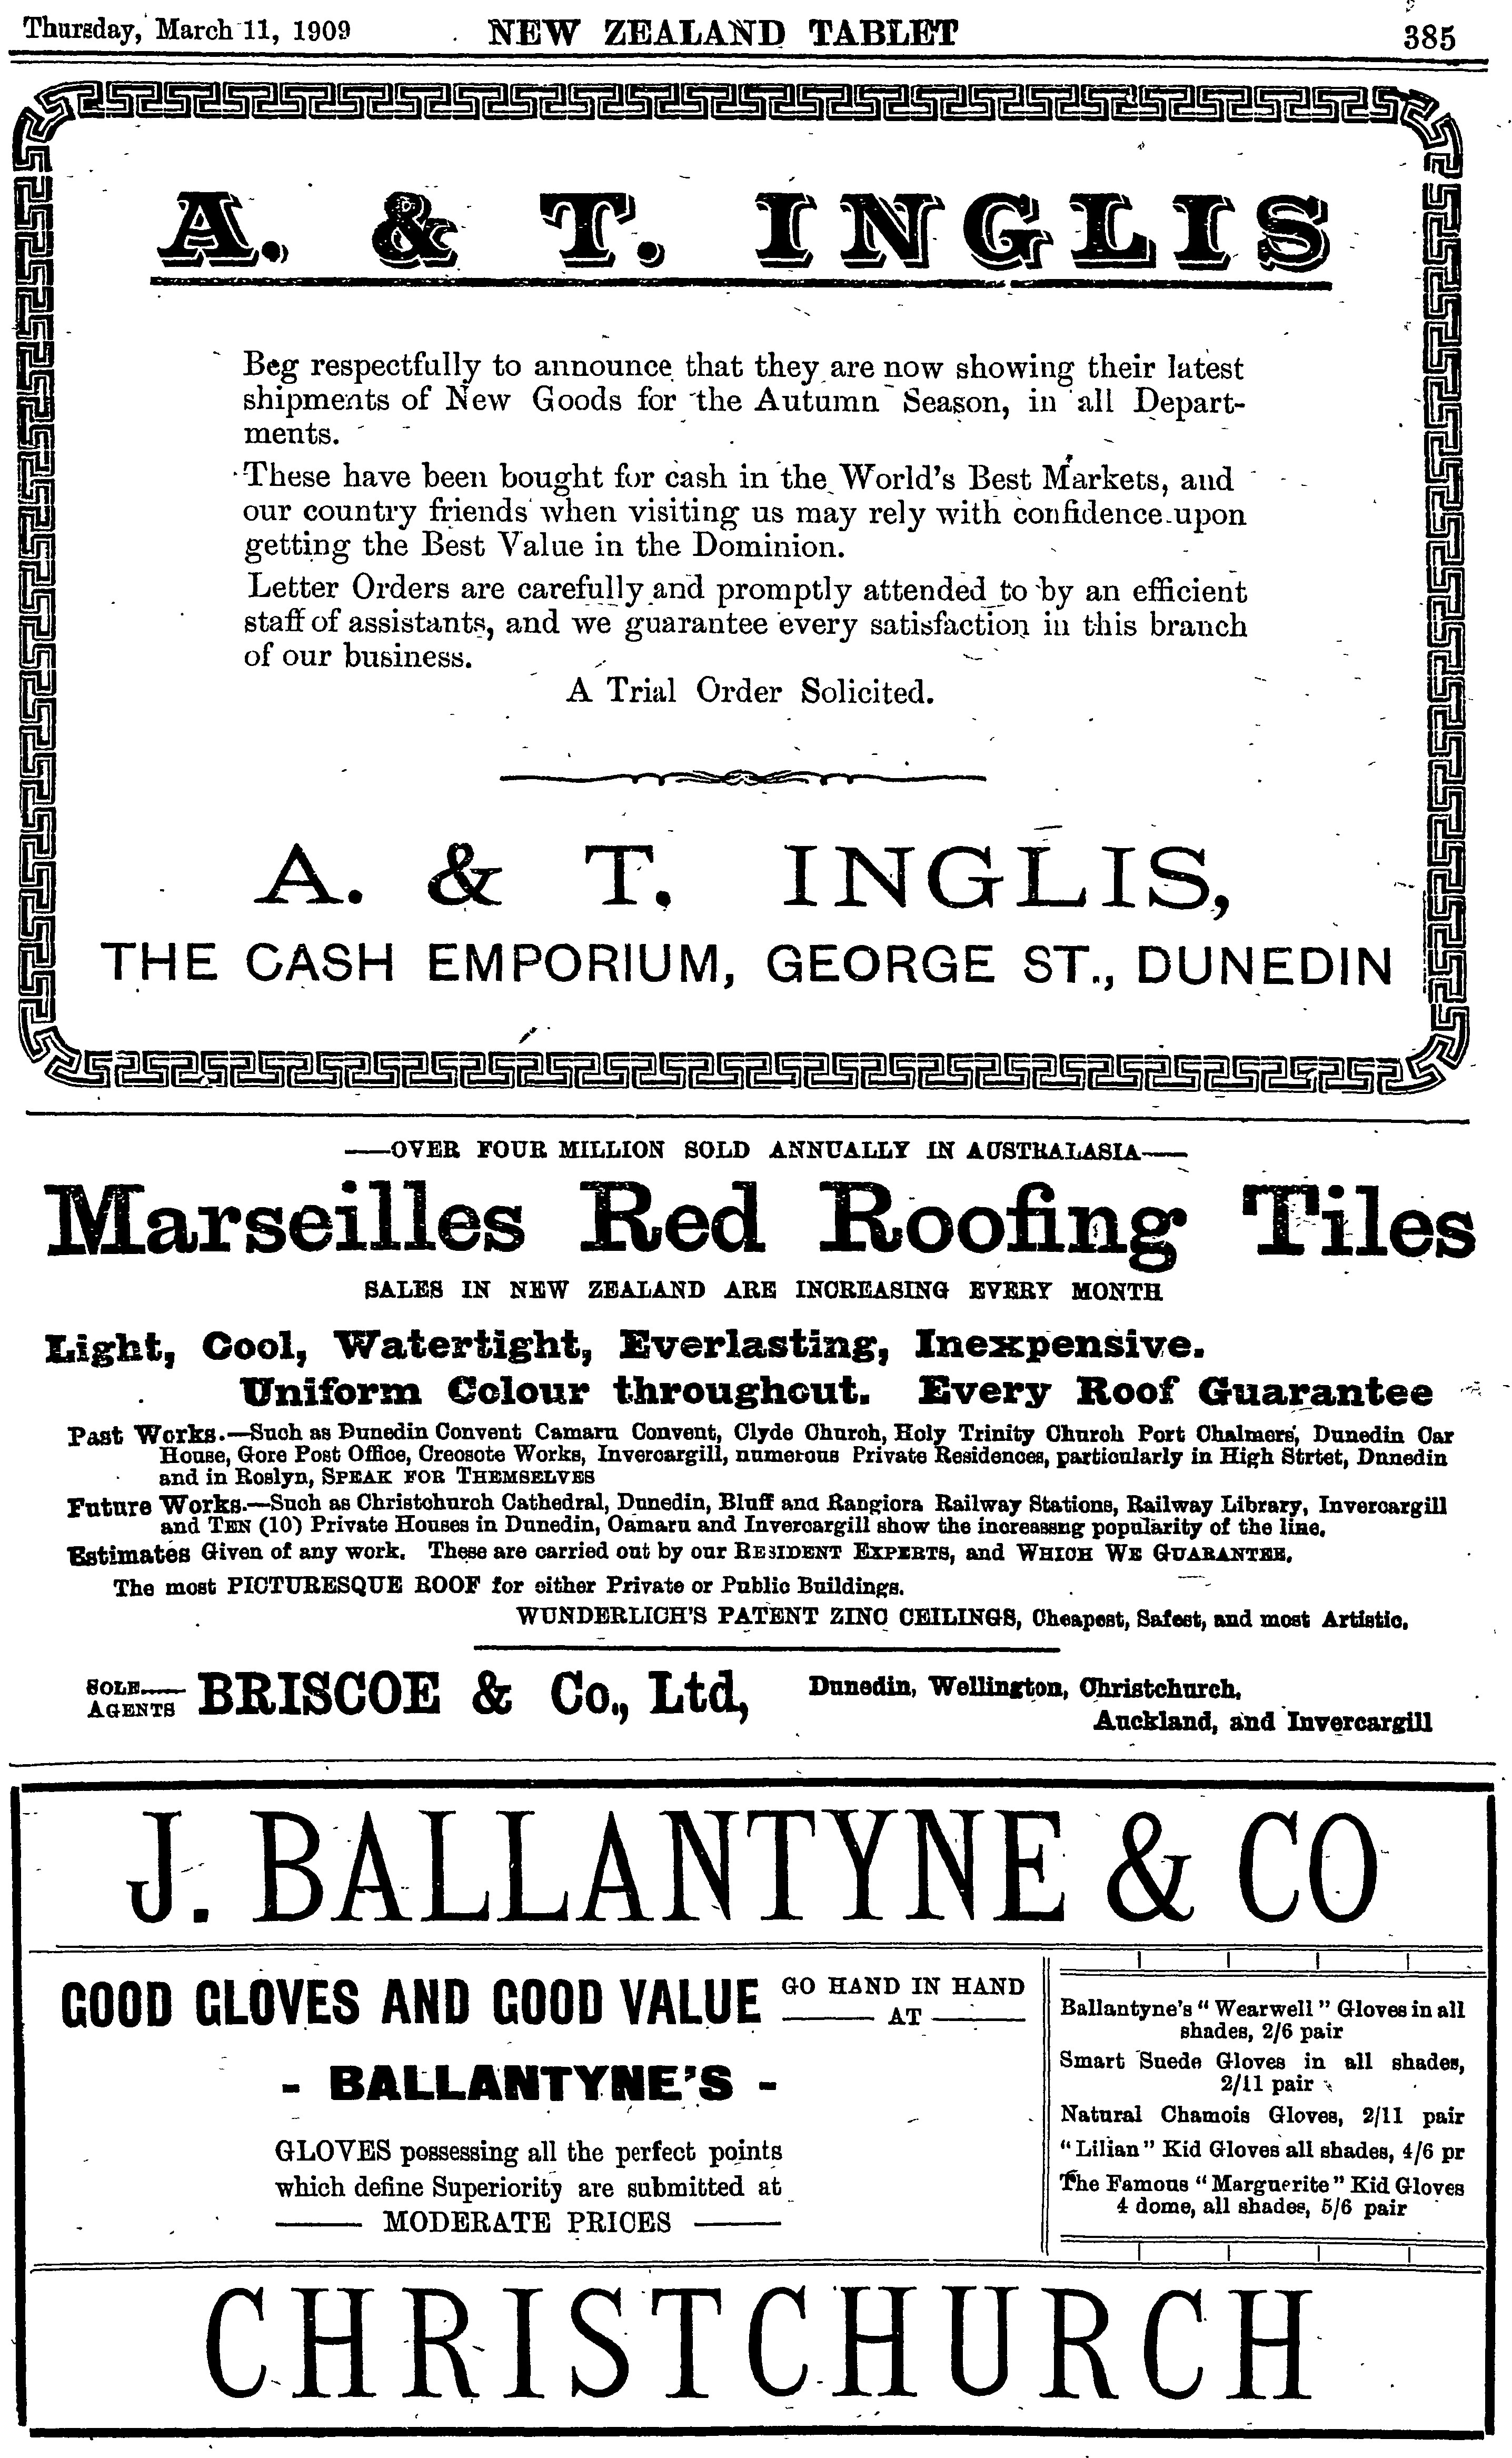 Thursday, March 11, 1909 NEW ZEALAND TABLET 385
A. & T. INGLIS
Beg respectfully to announce that they are now showing their latest
shipments of New Goods for the Autumn Season, in all Depart-
ments.
These have been bought for cash in the World's Best Markets, and
our country friends when visiting us may rely with confidence upon
getting the Best Value in the Dominion.
Letter Orders are carefully and promptly attended to by an efficient
staff of assistants, and we guarantee every satisfaction in this branch
of our business.
A Trial Order Solicited.
A. & T. INGLIS,
THE CASH EMPORIUM, GEORGE ST., DUNEDIN
—OVER FOUR MILLION SOLD ANNUALLY IN AUSTRALASIA—
Marseilles Red Roofing Tiles
SALES IN NEW ZEALAND ARE INCREASING EVERY MONTH
Light, Cool, Watertight, Everlasting, Inexpensive.
Uniform Colour throughout. Every Roof Guarantee
Past Works.—Such as Dunedin Convent Camaru Convent, Clyde Church, Holy Trinity Church Port Chalmers, Dunedin Car
House, Gore Post Office, Creosote Works, Invercargill, numerous Private Residences, particularly in High Strtet, Dunedin
and in Roslyn, SPEAK FOR THEMSELVES
Future Works.—Such as Christchurch Cathedral, Dunedin, Bluff and Rangiora Railway Stations, Railway Library, Invercargill
and TEN (10) Private Houses in Dunedin, Oamaru and Invercargill show the increassng popularity of the line.
Estimates Given of any work. These are carried out by our RESIDENT EXPERTS, and WHICH WE GUARANTEE.
The most PICTURESQUE ROOF for either Private or Public Buildings.
WUNDERLICH'S PATENT ZINC CEILINGS, Cheapest, Safest, and most Artistic.
SOLE—
AGENTS BRISCOE & Co., Ltd, Dunedin, Wellington, Christchurch,
Auckland, and Invercargill
J. BALLANTYNE & CO
GOOD GLOVES AND GOOD VALUE GO HAND IN HAND
— AT —
- BALLANTYNE'S -
GLOVES possessing all the perfect points
which define Superiority are submitted at
— MODERATE PRICES —
Ballantyne's "Wearwell" Gloves in all
shades, 2/6 pair
Smart Suede Gloves in all shades,
2/11 pair
Natural Chamois Gloves, 2/11 pair
"Lilian" Kid Gloves all shades, 4/6 pr
The Famous "Marguerite" Kid Gloves
4 dome, all shades, 5/6 pair
CHRISTCHURCH